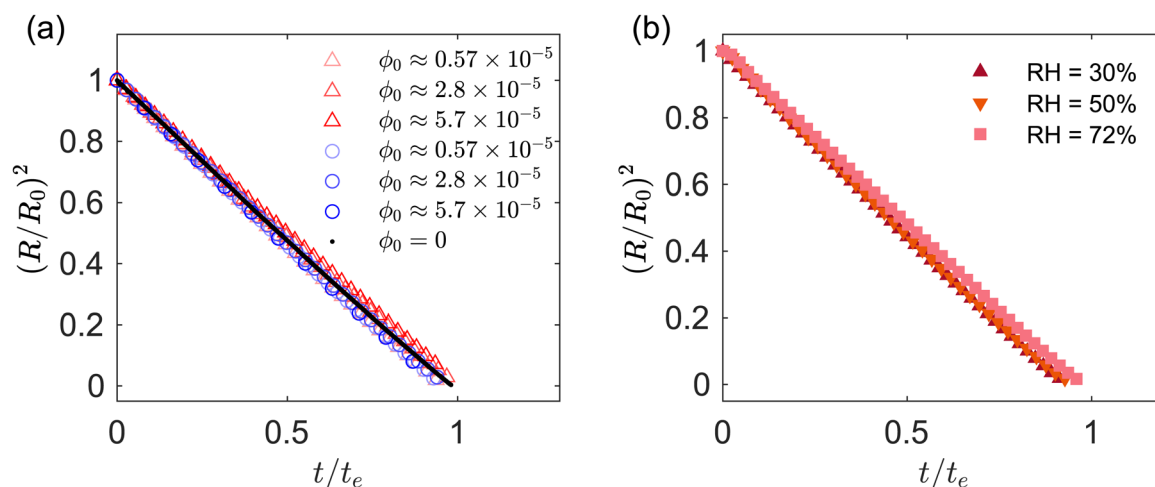 (a)
(R/R₀)²
1
0.8
0.6
0.4
0.2
0
0
0.5
1
t/tₑ
ϕ₀ ≈ 0.57 × 10⁻⁵
ϕ₀ ≈ 2.8 × 10⁻⁵
ϕ₀ ≈ 5.7 × 10⁻⁵
ϕ₀ ≈ 0.57 × 10⁻⁵
ϕ₀ ≈ 2.8 × 10⁻⁵
ϕ₀ ≈ 5.7 × 10⁻⁵
ϕ₀ = 0
(b)
(R/R₀)²
1
0.8
0.6
0.4
0.2
0
0
0.5
1
t/tₑ
RH = 30%
RH = 50%
RH = 72%